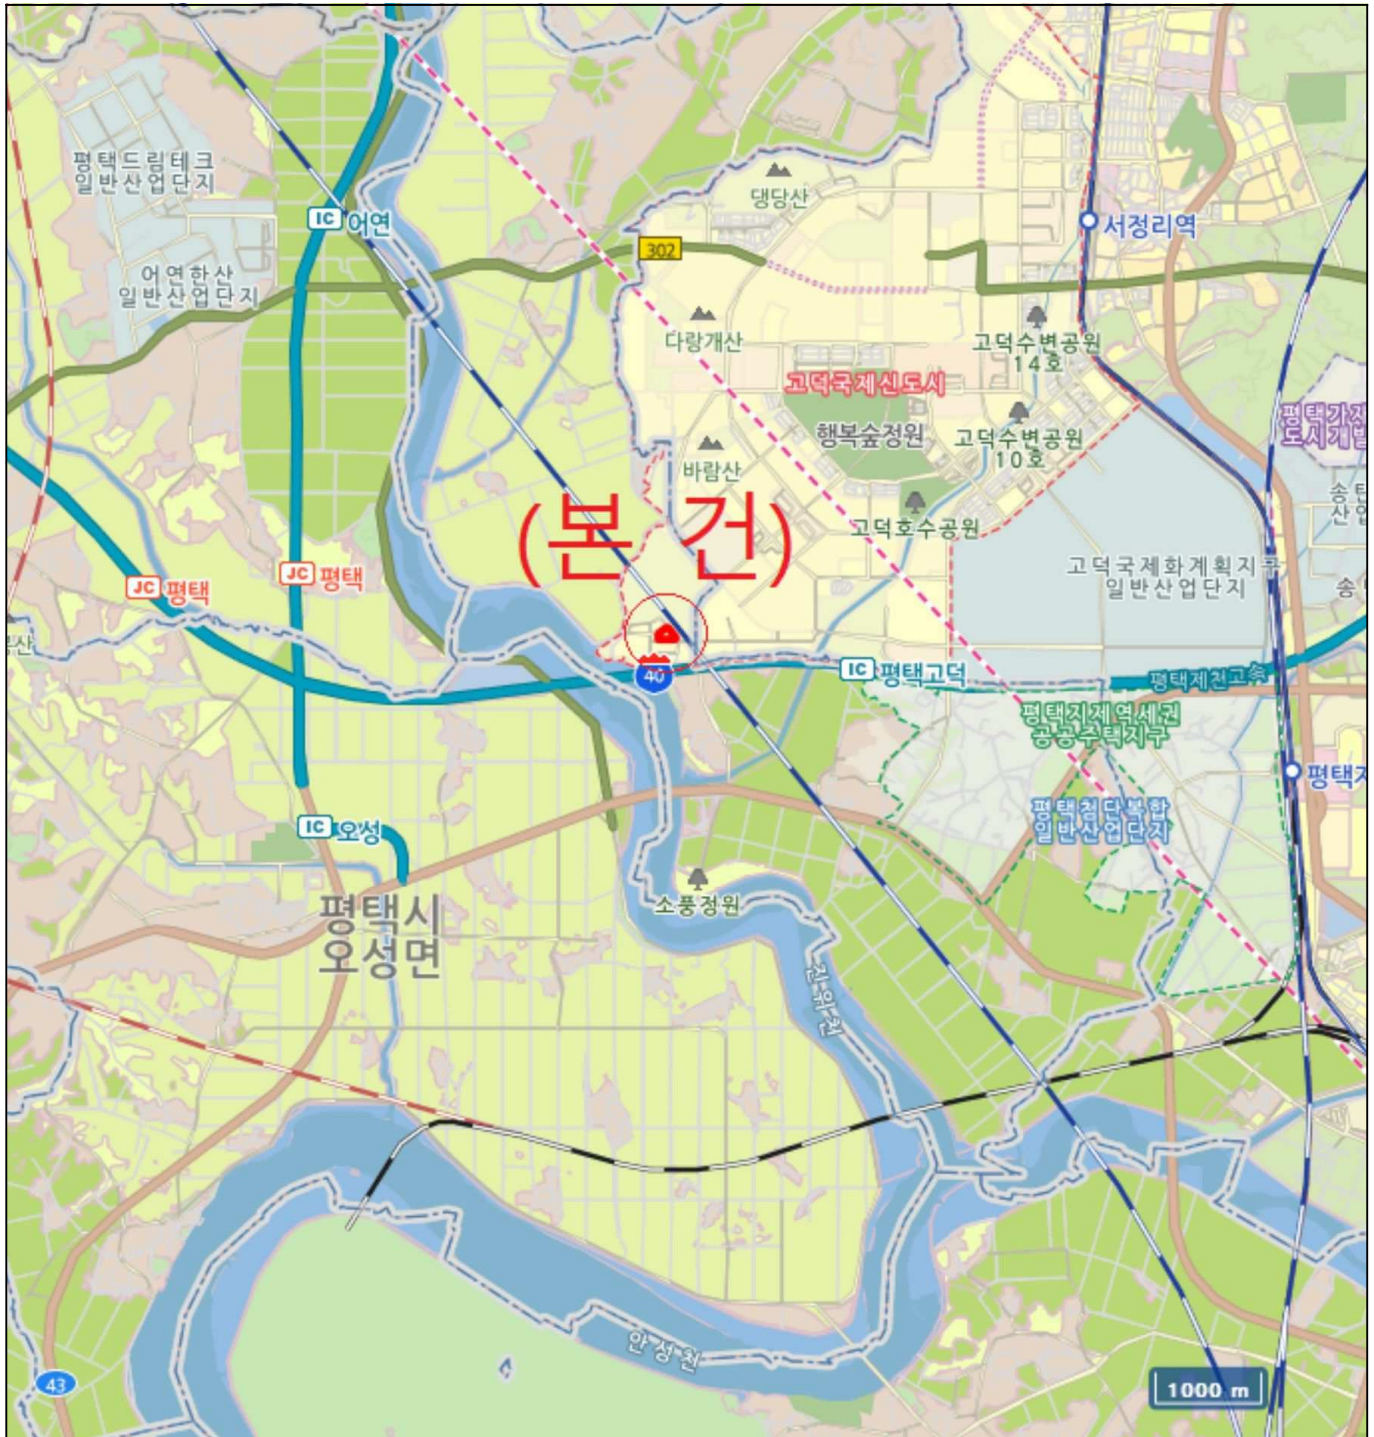 평택드림테크
일반산업단지
IC 어연
어연한산
일반산업단지
302
댕당산
서정리역
다랑개산
고덕수변공원
14호
고덕국제신도시
행복숲정원
고덕수변공원
10호
바람산
(본 건)
고덕호수공원
평택가재
도시개발
송탄
산업
고덕국제화계획지구
일반산업단지
송
JC 평택
JC 평택
산
40
IC 평택고덕
평택제천고속
평택지제역세권
공공주택지구
평택지
평택첨단복합
일반산업단지
IC 오성
소풍정원
평택시
오성면
진위천
안성천
43
1000 m